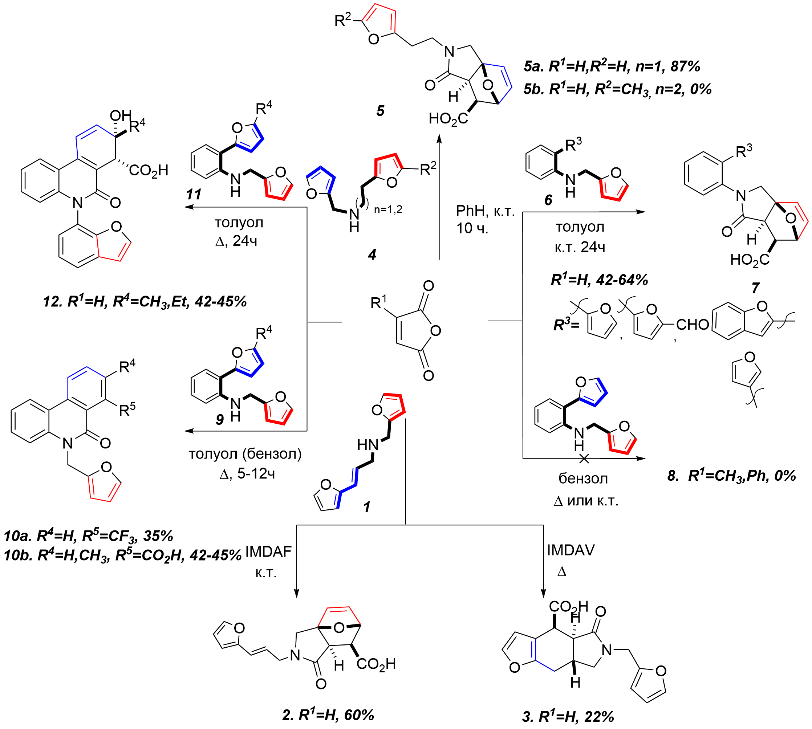 R²
O
N
O
O
H
HO₂C
5
5a. R¹=H,R²=H, n=1, 87%
5b. R¹=H, R²=CH₃, n=2, 0%
OH
R⁴
H
CO₂H
N
O
O
12. R¹=H, R⁴=CH₃,Et, 42-45%
R⁴
O
NH
O
11
толуол
Δ, 24ч
O
O
R²
N
H
n=1,2
4
PhH, к.т.
10 ч.
R³
NH
O
6
толуол
к.т. 24ч
R¹=H, 42-64%
R³
N
O
O
H
HO₂C
7
R³=
O
,
O
CHO
,
O
O
R¹
O
O
O
R⁴
R⁵
N
O
O
10a. R⁴=H, R⁵=CF₃, 35%
10b. R⁴=H,CH₃, R⁵=CO₂H, 42-45%
R⁴
O
NH
O
9
толуол (бензол)
Δ, 5-12ч
O
HN
O
1
O
NH
O
бензол
Δ или к.т.
8. R¹=CH₃,Ph, 0%
IMDAF
к.т.
IMDAV
Δ
O
N
O
O
H
CO₂H
2. R¹=H, 60%
CO₂H
H
O
N
O
H
O
3. R¹=H, 22%